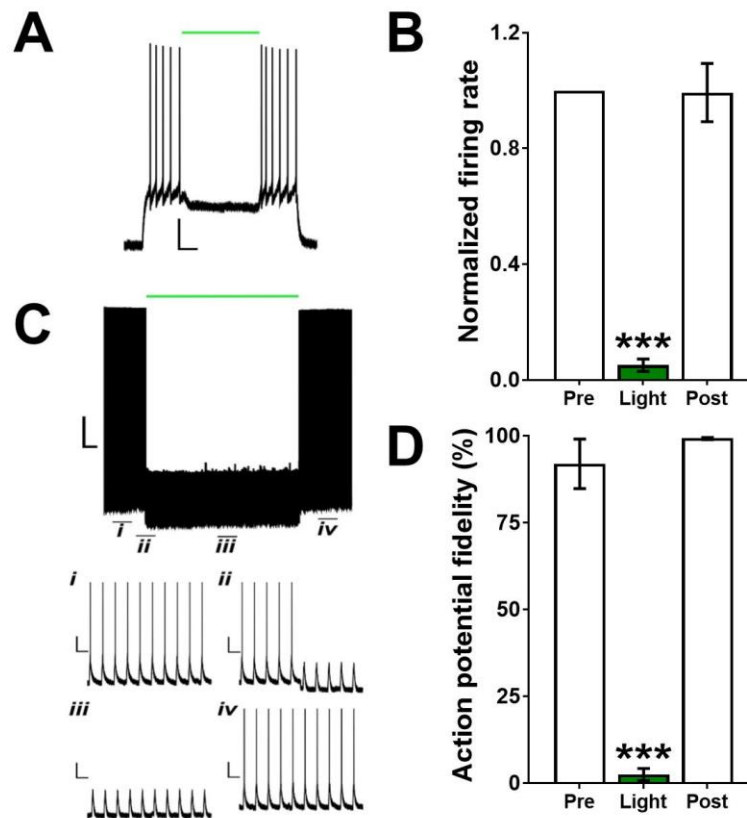 A
B
Normalized firing rate
1.2
0.8
0.4
0.0
***
Pre Light Post
C
i
ii
iii
iv
i
ii
iii
iv
D
Action potential fidelity (%)
100
75
50
25
0
***
Pre Light Post